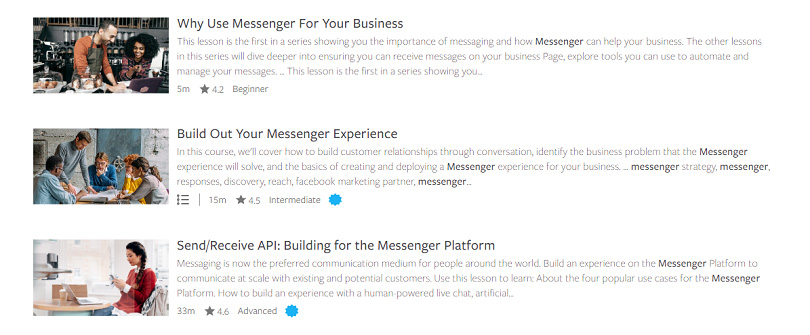 Why Use Messenger For Your Business
This lesson is the first in a series showing you the importance of messaging and how Messenger can help your business. The other lessons
in this series will dive deeper into ensuring you can receive messages on your business Page, explore tools you can use to automate and
manage your messages. ... This lesson is the first in a series showing you...
5m ★ 4.2 Beginner
Build Out Your Messenger Experience
In this course, we'll cover how to build customer relationships through conversation, identify the business problem that the Messenger
experience will solve, and the basics of creating and deploying a Messenger experience for your business. ... messenger strategy, messenger,
responses, discovery, reach, facebook marketing partner, messenger...
15m ★ 4.5 Intermediate
Send/Receive API: Building for the Messenger Platform
Messaging is now the preferred communication medium for people around the world. Build an experience on the Messenger Platform to
communicate at scale with existing and potential customers. Use this lesson to learn: About the four popular use cases for the Messenger
Platform. How to build an experience with a human-powered live chat, artificial...
33m ★ 4.6 Advanced